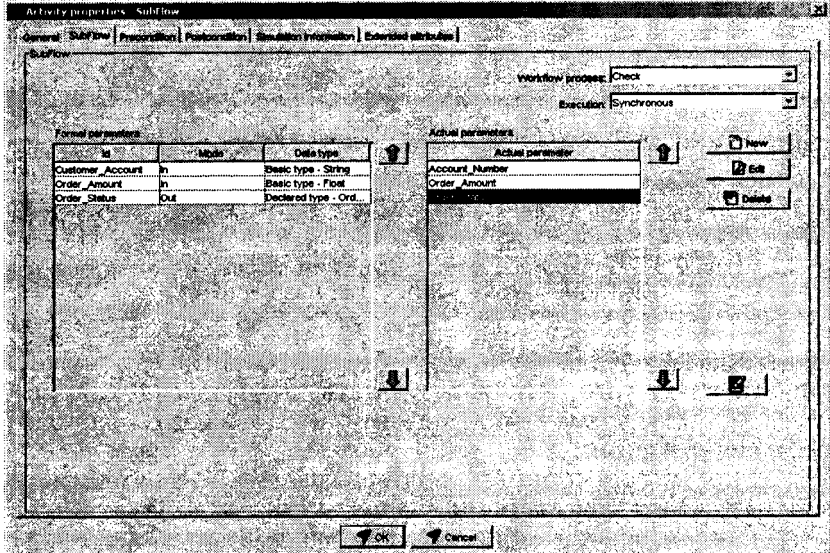 Activity properties - SubFlow
General SubFlow Precondition Postcondition Simulation information Extended attributes
SubFlow
Workflow process: Check
Execution: Synchronous
Formal parameters
Actual parameters
Id Mode Data type
Actual parameter
New
Customer_Account In Basic type - String
Account_Number
Edit
Order_Amount In Basic type - Float
Order_Amount
Order_Status Out Declared type - Ord...
Delete
OK Cancel